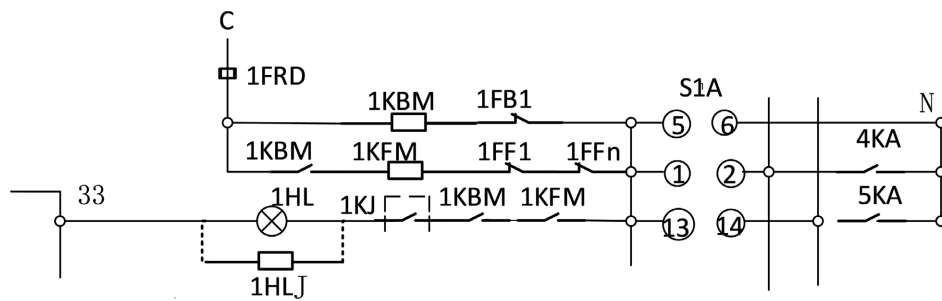 C
1FRD
1KBM 1FB1 S1A N
5 6
1KBM 1KFM 1FF1 1FFn 4KA
1 2
33 1HL 1KJ 1KBM 1KFM 5KA
13 14
1HLJ